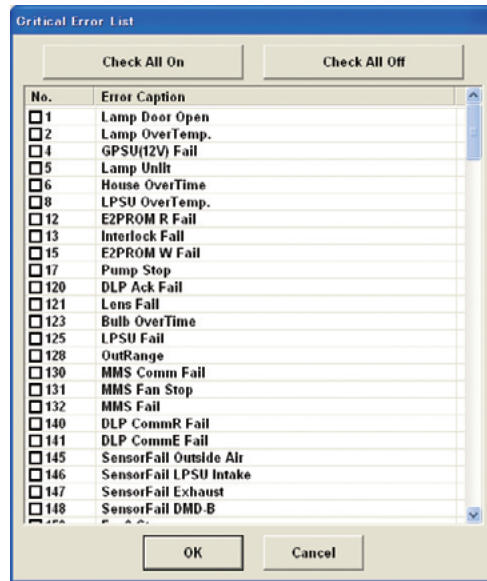 Critical Error List
Check All On Check All Off
No. Error Caption
1 Lamp Door Open
2 Lamp OverTemp.
4 GPSU(12V) Fail
5 Lamp Unlit
6 House OverTime
8 LPSU OverTemp.
12 E2PROM R Fail
13 Interlock Fail
15 E2PROM W Fail
17 Pump Stop
120 DLP Ack Fail
121 Lens Fail
123 Bulb OverTime
125 LPSU Fail
128 OutRange
130 MMS Comm Fail
131 MMS Fan Stop
132 MMS Fail
140 DLP CommR Fail
141 DLP CommE Fail
145 SensorFail Outside Air
146 SensorFail LPSU Intake
147 SensorFail Exhaust
148 SensorFail DMD-B
OK Cancel